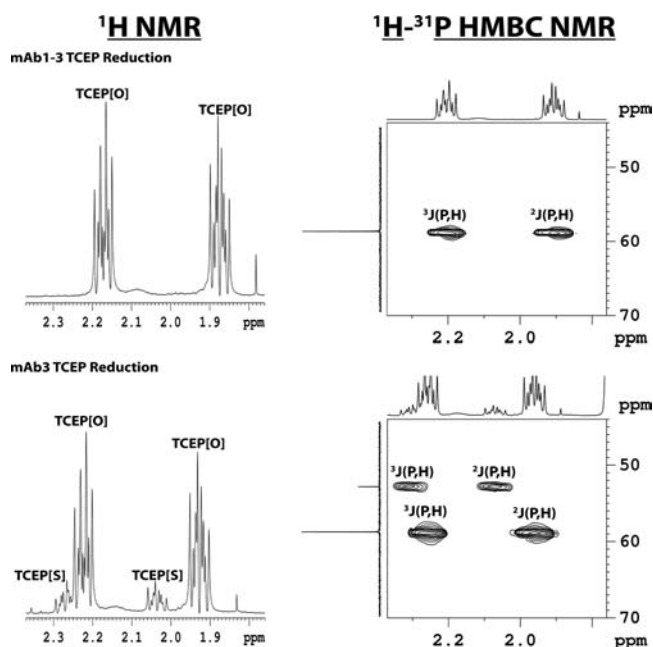 ¹H NMR
¹H-³¹P HMBC NMR
mAb1-3 TCEP Reduction
TCEP[O]
TCEP[O]
2.3 2.2 2.1 2.0 1.9 ppm
ppm
50
³J(P,H) ²J(P,H)
60
70
2.2 2.0 ppm
mAb3 TCEP Reduction
TCEP[O]
TCEP[O]
TCEP[S]
TCEP[S]
2.3 2.2 2.1 2.0 1.9 ppm
ppm
50
³J(P,H) ²J(P,H)
³J(P,H) ²J(P,H)
60
70
2.2 2.0 ppm